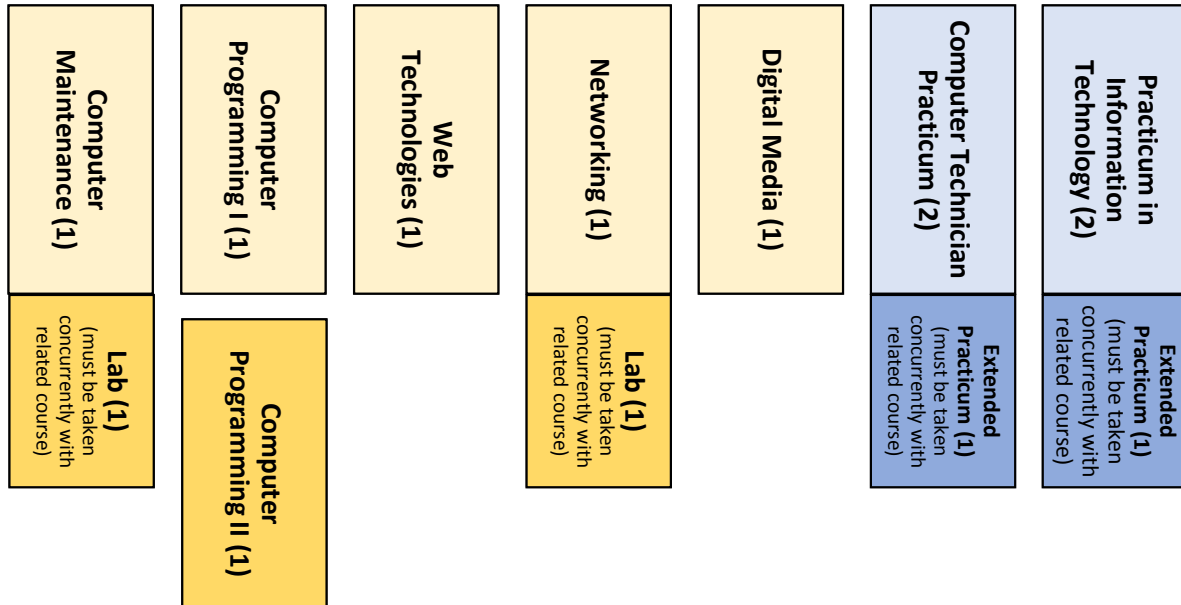 Computer
Maintenance (1)
Lab (1)
(must be taken
concurrently with
related course)
Computer
Programming I (1)
Computer
Programming II (1)
Web
Technologies (1)
Networking (1)
Lab (1)
(must be taken
concurrently with
related course)
Digital Media (1)
Computer Technician
Practicum (2)
Extended
Practicum (1)
(must be taken
concurrently with
related course)
Practicum in
Information
Technology (2)
Extended
Practicum (1)
(must be taken
concurrently with
related course)